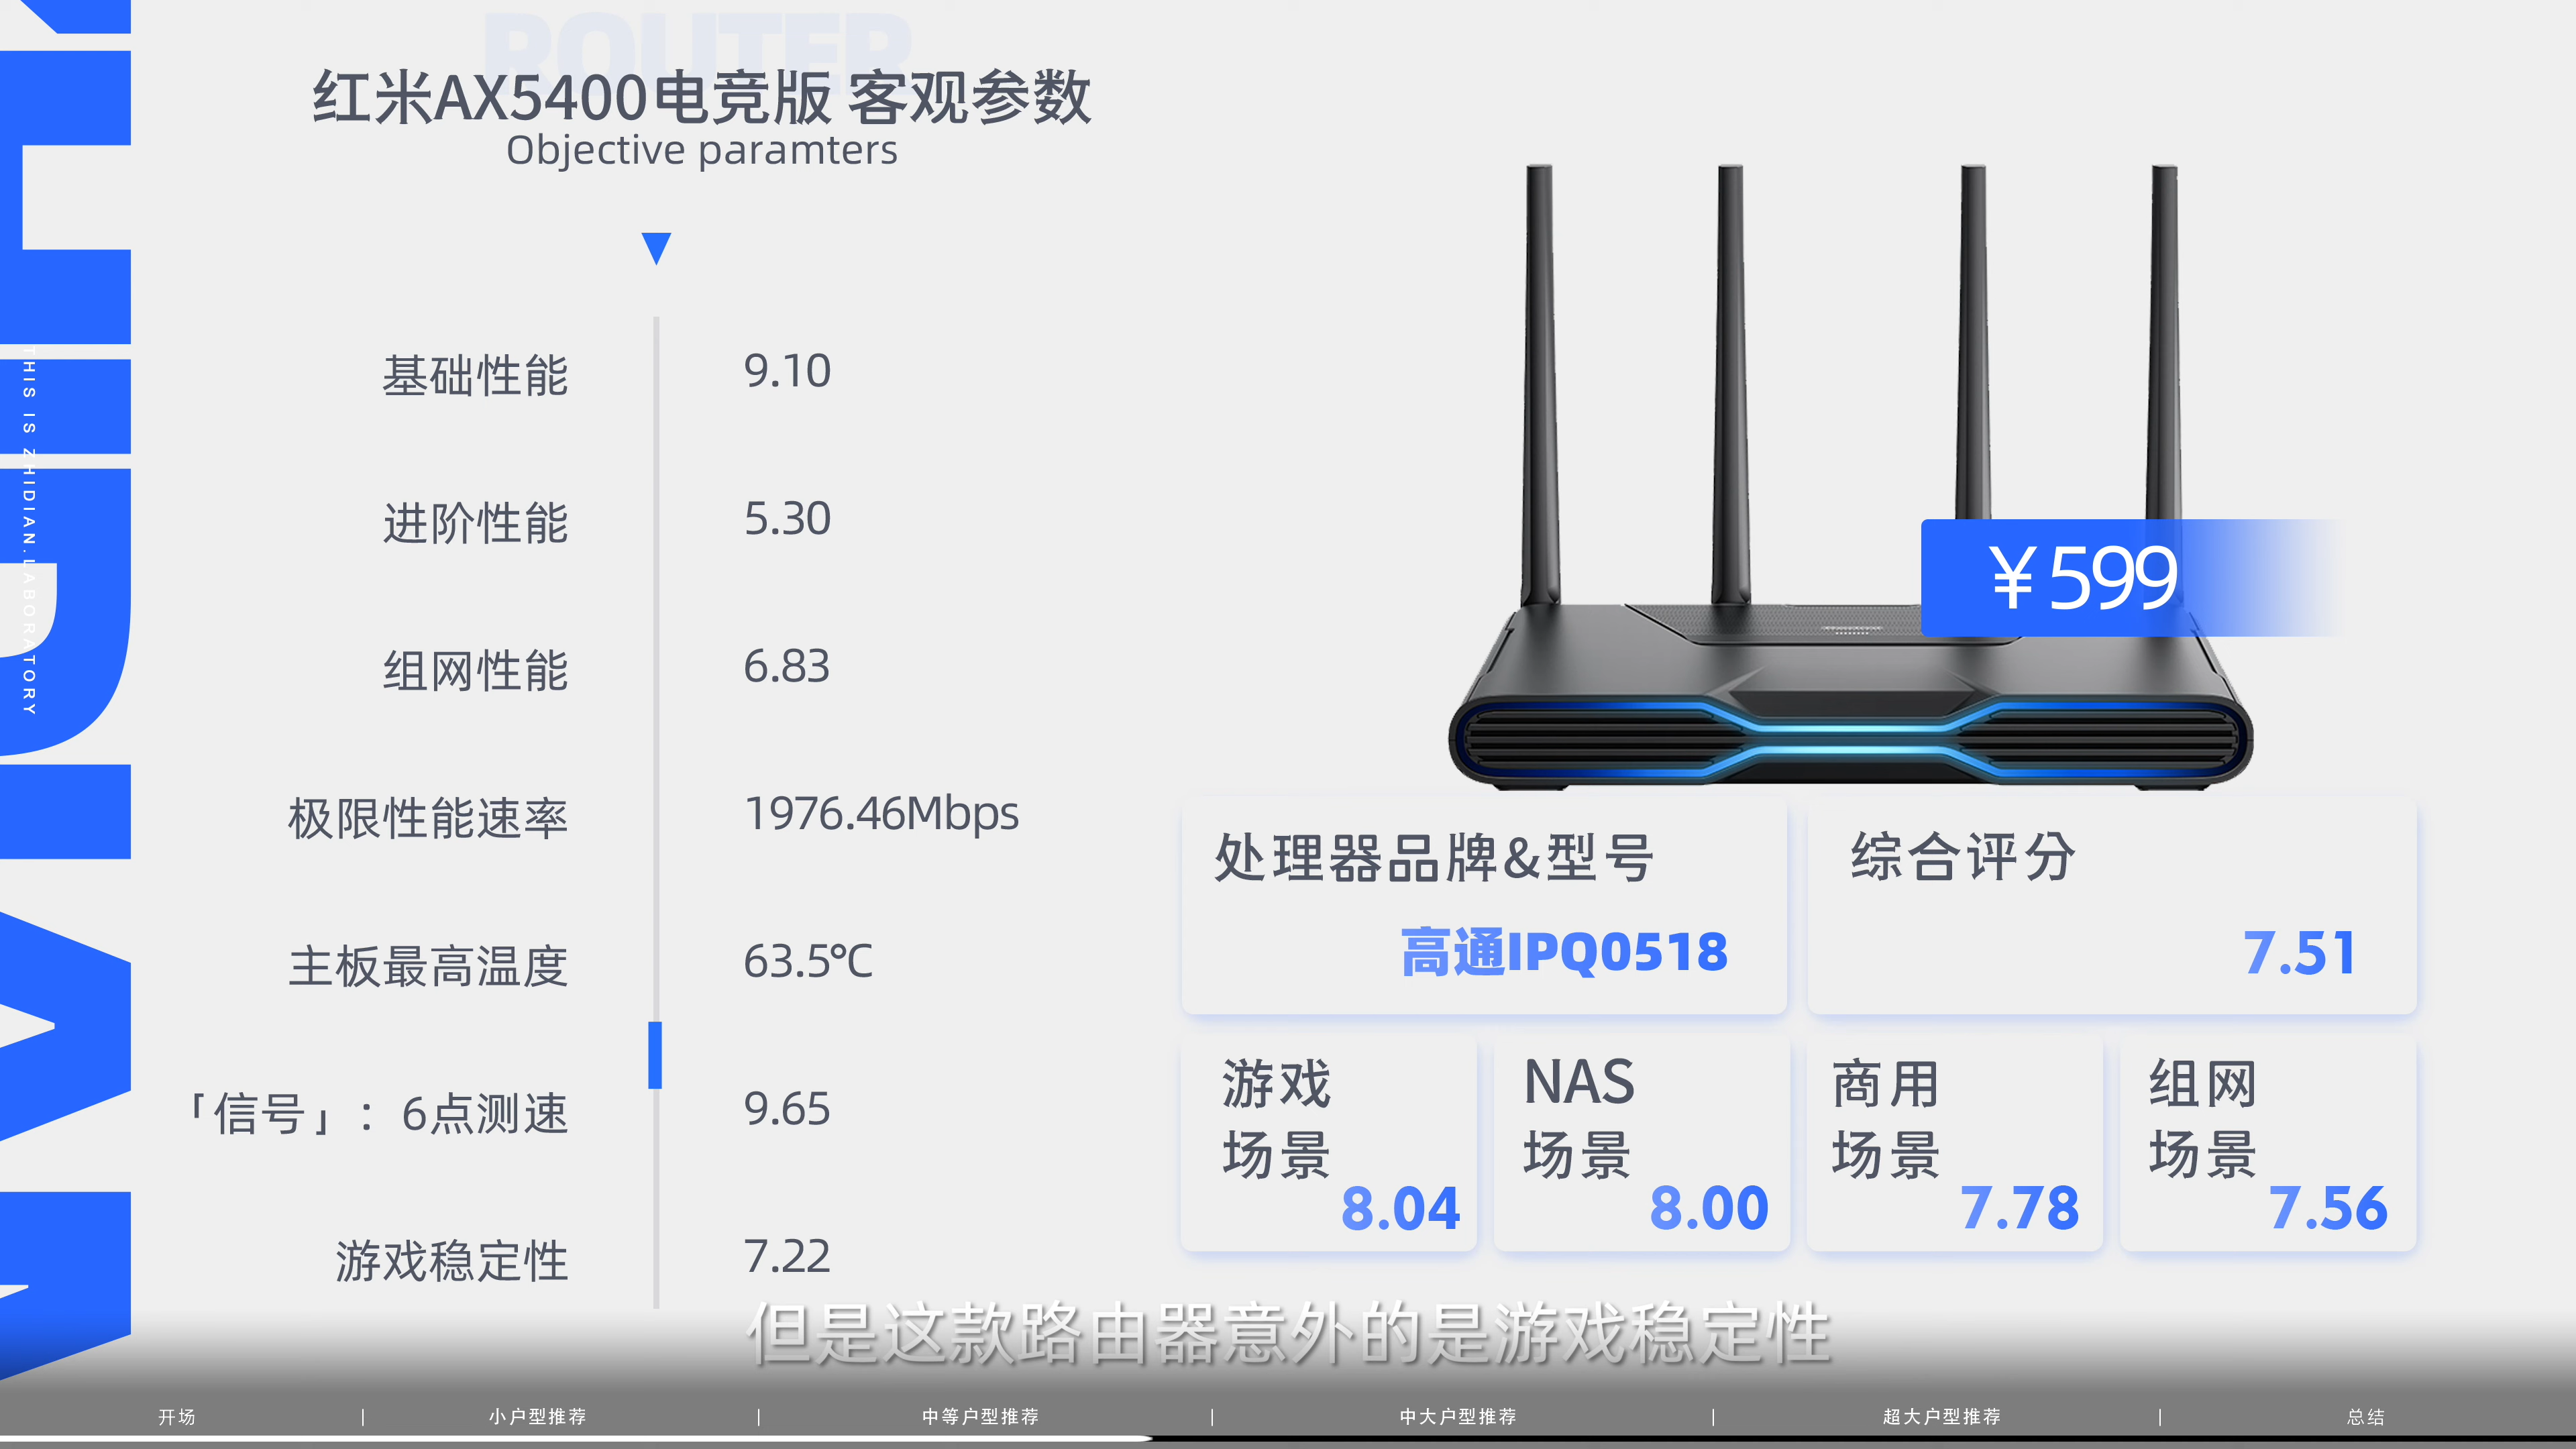 ROUTER
红米AX5400电竞版 客观参数
Objective paramters
THIS IS ZHIDIAN.LABORATORY
基础性能 9.10
进阶性能 5.30
组网性能 6.83
极限性能速率 1976.46Mbps
主板最高温度 63.5℃
「信号」：6点测速 9.65
游戏稳定性 7.22
¥599
处理器品牌&型号
高通IPQ0518
综合评分
7.51
游戏
场景
8.04
NAS
场景
8.00
商用
场景
7.78
组网
场景
7.56
但是这款路由器意外的是游戏稳定性
开场 | 小户型推荐 | 中等户型推荐 | 中大户型推荐 | 超大户型推荐 | 总结